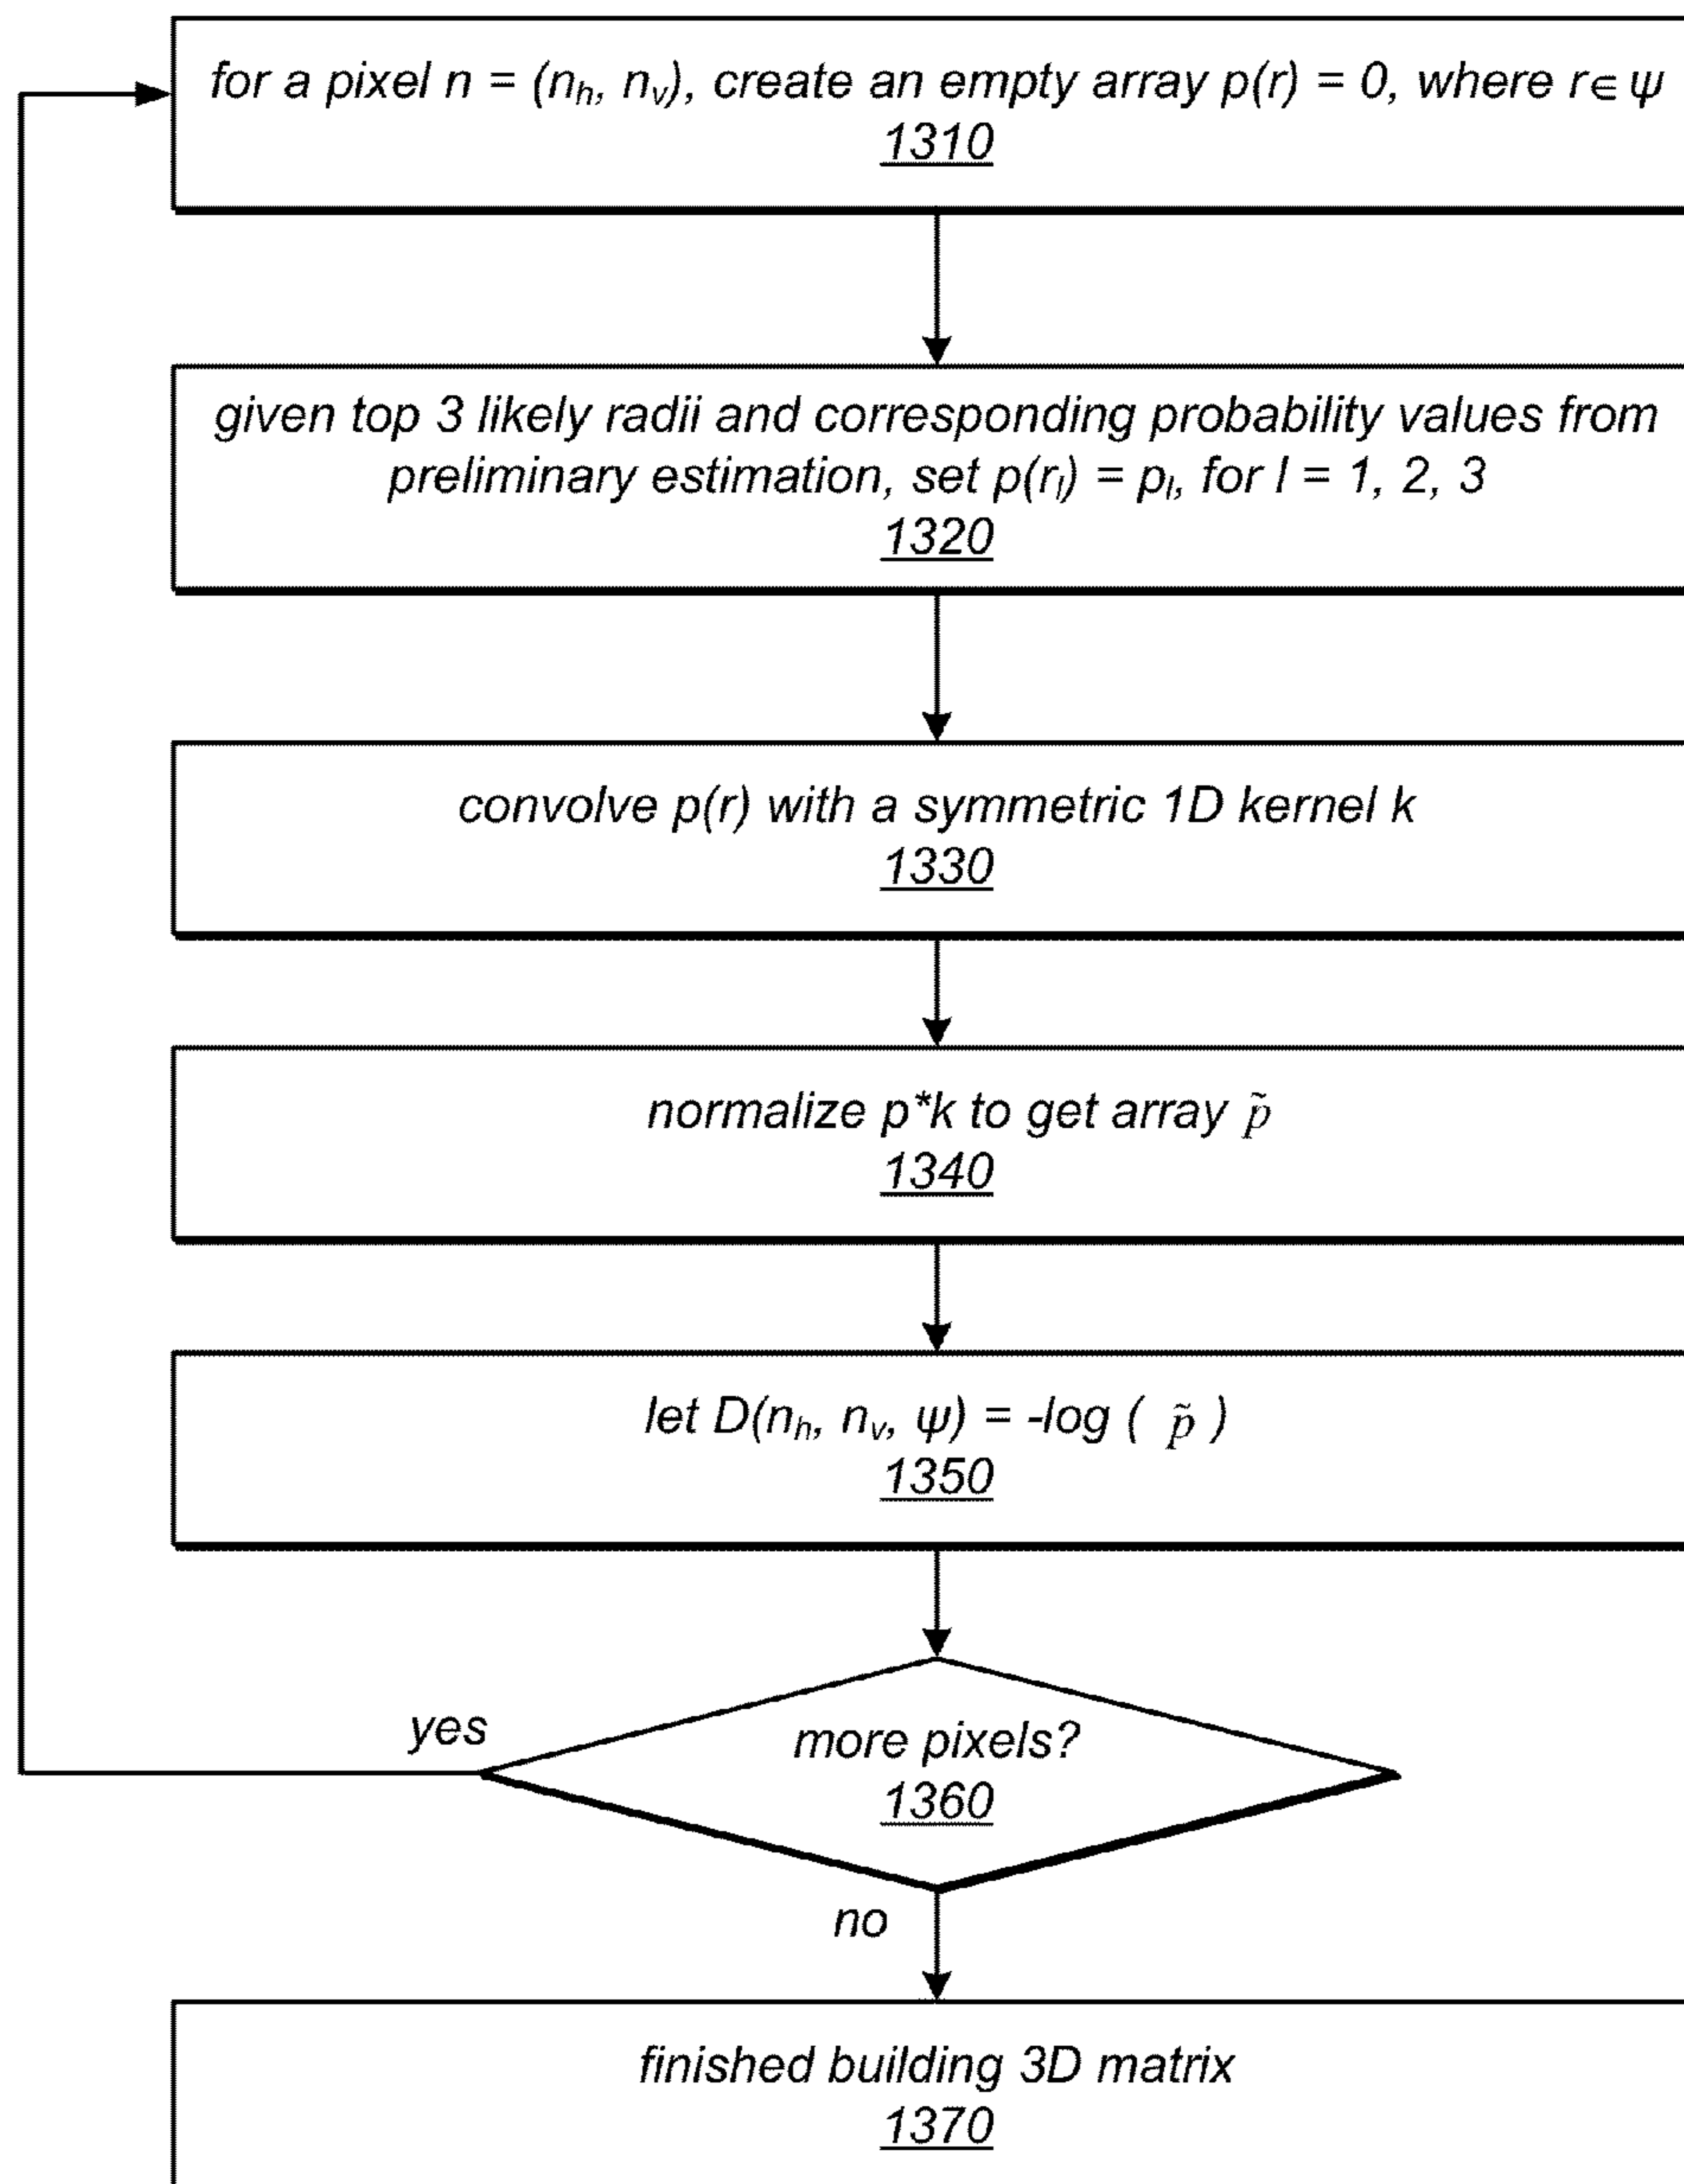 for a pixel n = (nₕ, nᵥ), create an empty array p(r) = 0, where r∈ ψ
1310
given top 3 likely radii and corresponding probability values from
preliminary estimation, set p(rₗ) = pₗ, for l = 1, 2, 3
1320
convolve p(r) with a symmetric 1D kernel k
1330
normalize p*k to get array p̃
1340
let D(nₕ, nᵥ, ψ) = -log ( p̃ )
1350
yes
more pixels?
1360
no
finished building 3D matrix
1370